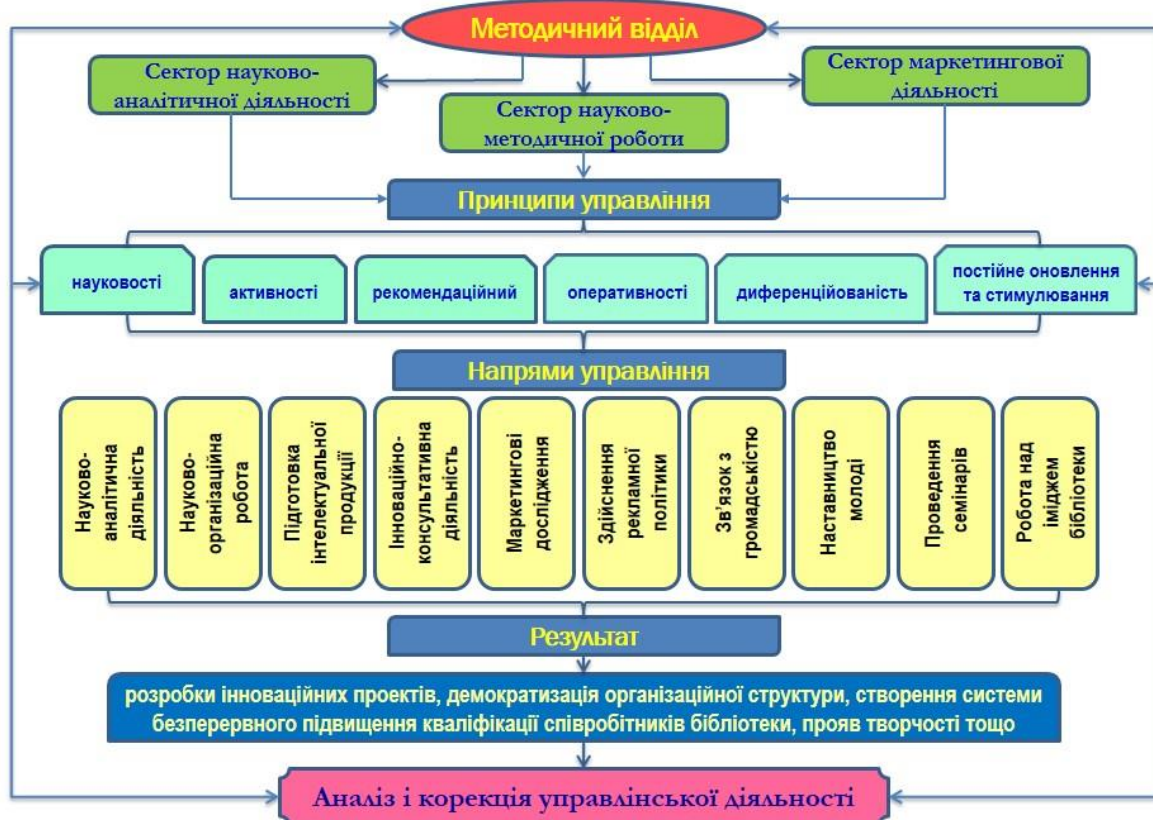 Методичний відділ
Сектор науково-
аналітичної діяльності
Сектор науково-
методичної роботи
Сектор маркетингової
діяльності
Принципи управління
науковості
активності
рекомендаційний
оперативності
диференційованість
постійне оновлення
та стимулювання
Напрями управління
Науково-
аналітична
діяльність
Науково-
організаційна
робота
Підготовка
інтелектуальної
продукції
Інноваційно-
консультативна
діяльність
Маркетингові
дослідження
Здійснення
рекламної
політики
Зв’язок з
громадськістю
Наставництво
молоді
Проведення
семінарів
Робота над
іміджем
бібліотеки
Результат
розробки інноваційних проектів, демократизація організаційної структури, створення системи
безперервного підвищення кваліфікації співробітників бібліотеки, прояв творчості тощо
Аналіз і корекція управлінської діяльності